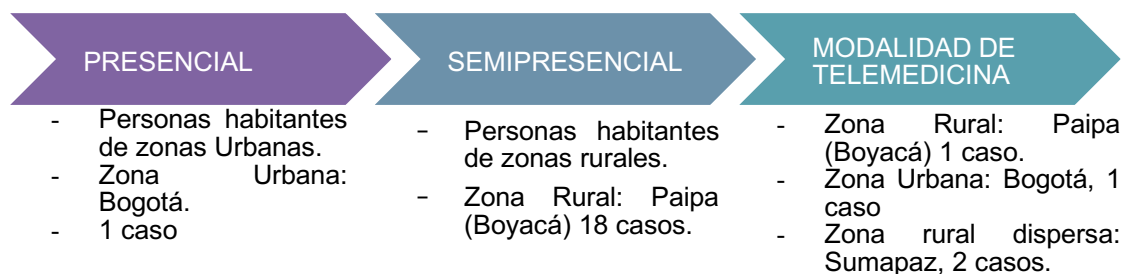 PRESENCIAL
- Personas habitantes
de zonas Urbanas.
- Zona Urbana:
Bogotá.
- 1 caso
SEMIPRESENCIAL
- Personas habitantes
de zonas rurales.
- Zona Rural: Paipa
(Boyacá) 18 casos.
MODALIDAD DE
TELEMEDICINA
- Zona Rural: Paipa
(Boyacá) 1 caso.
- Zona Urbana: Bogotá, 1
caso
- Zona rural dispersa:
Sumapaz, 2 casos.